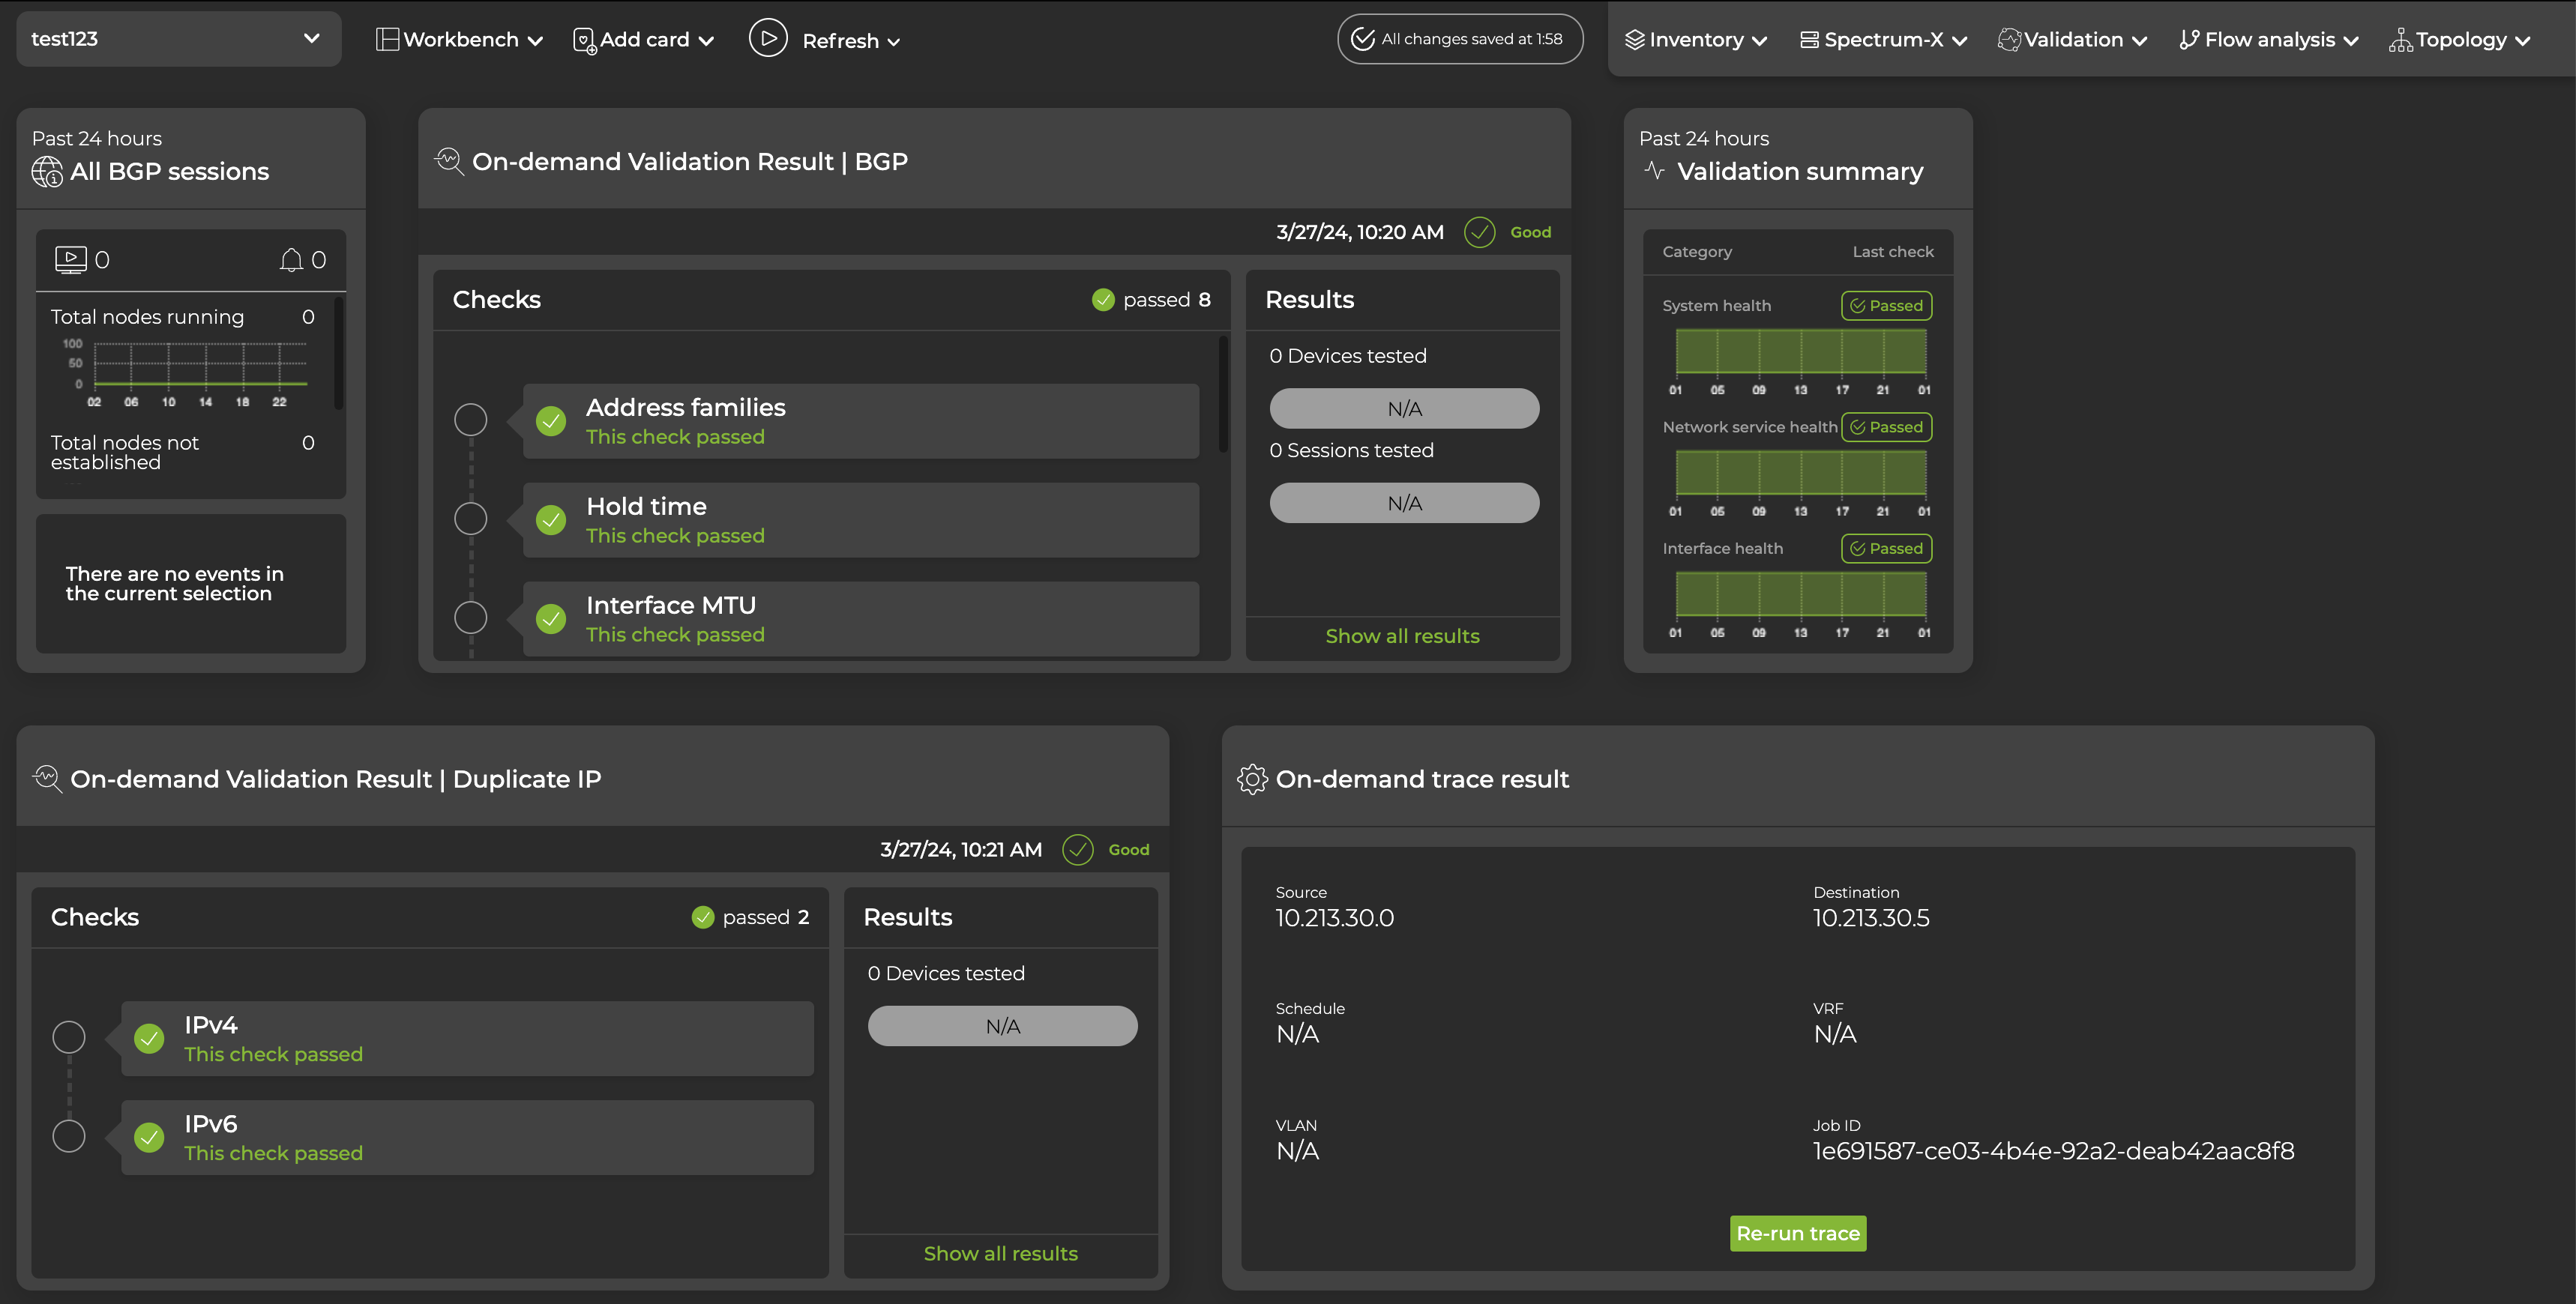 test123
Workbench
Add card
Refresh
All changes saved at 1:58
Inventory
Spectrum-X
Validation
Flow analysis
Topology
Past 24 hours
All BGP sessions
0
0
Total nodes running 0
100
50
0
02 06 10 14 18 22
Total nodes not 0
established
There are no events in
the current selection
On-demand Validation Result | BGP
3/27/24, 10:20 AM Good
Checks passed 8
Address families
This check passed
Hold time
This check passed
Interface MTU
This check passed
Results
0 Devices tested
N/A
0 Sessions tested
N/A
Show all results
Past 24 hours
Validation summary
Category Last check
System health Passed
01 05 09 13 17 21 01
Network service health Passed
01 05 09 13 17 21 01
Interface health Passed
01 05 09 13 17 21 01
On-demand Validation Result | Duplicate IP
3/27/24, 10:21 AM Good
Checks passed 2
IPv4
This check passed
IPv6
This check passed
Results
0 Devices tested
N/A
Show all results
On-demand trace result
Source
10.213.30.0
Destination
10.213.30.5
Schedule
N/A
VRF
N/A
VLAN
N/A
Job ID
1e691587-ce03-4b4e-92a2-deab42aac8f8
Re-run trace